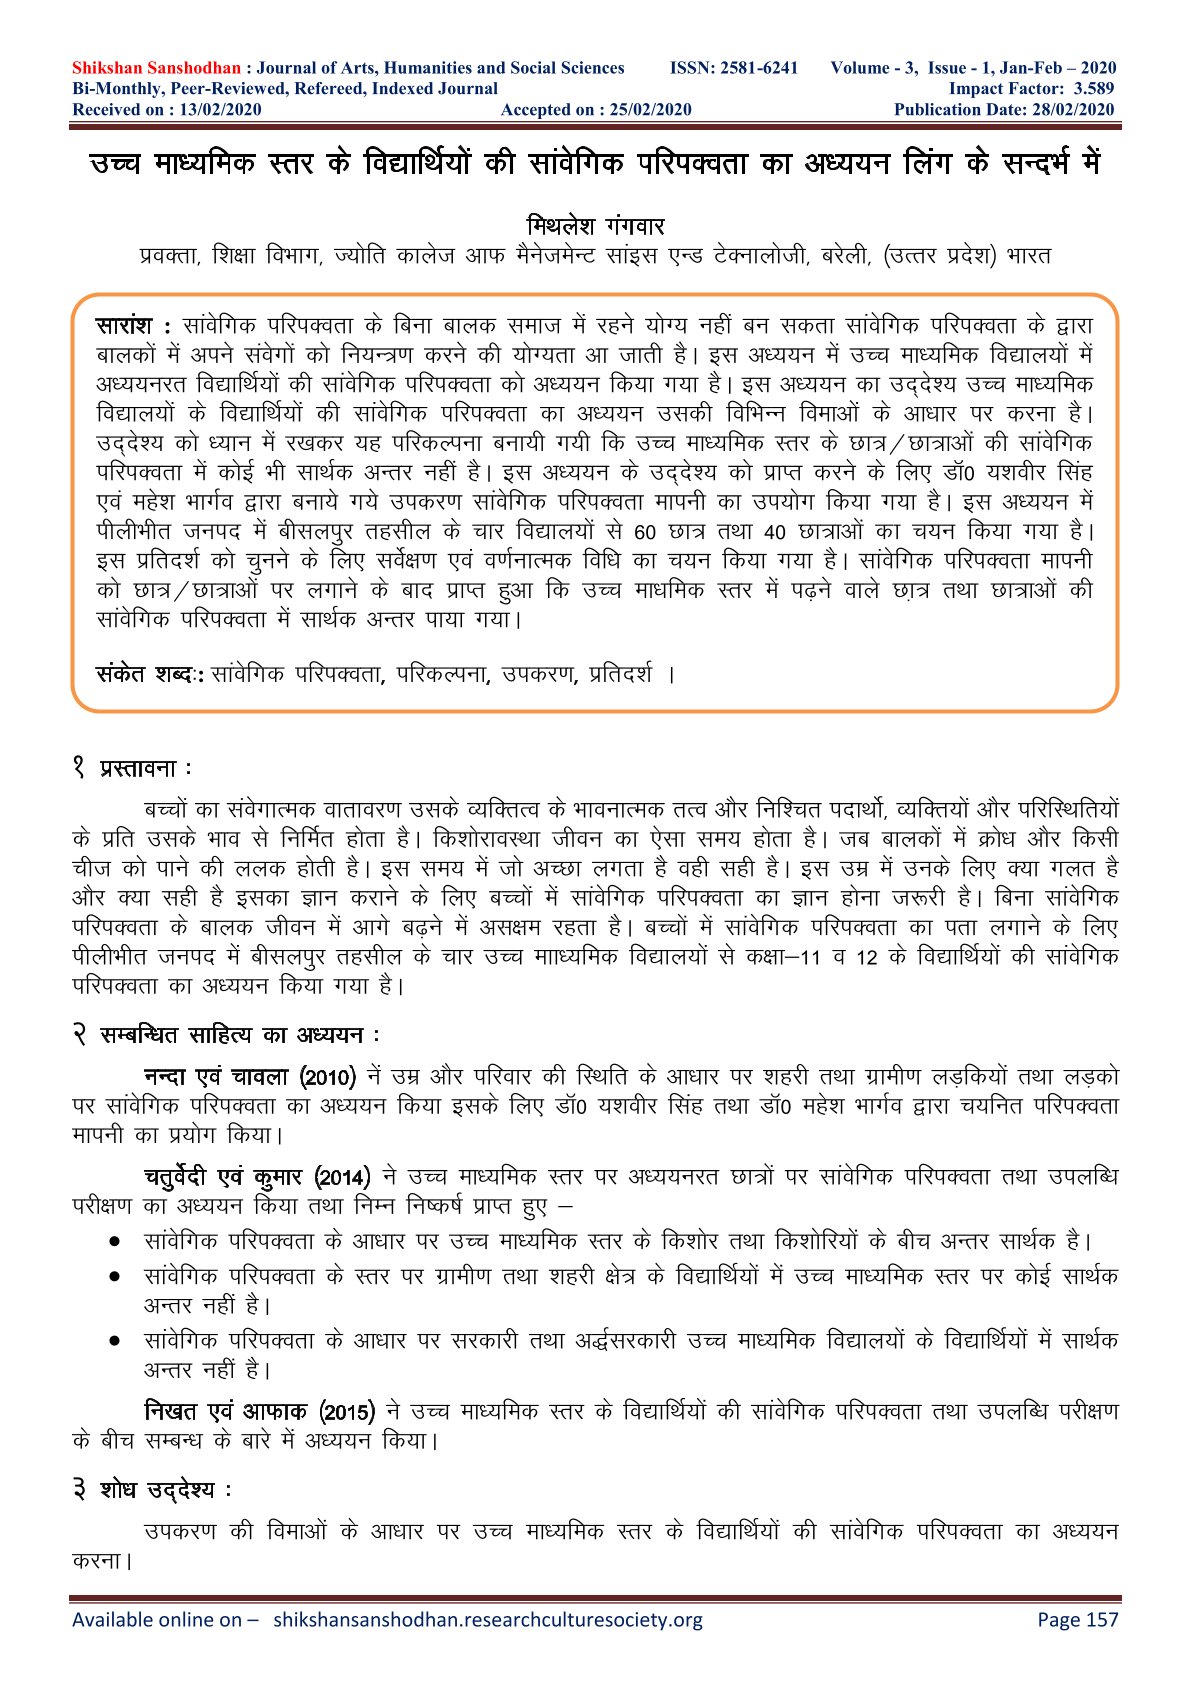 Shikshan Sanshodhan : Journal of Arts, Humanities and Social Sciences ISSN: 2581-6241 Volume - 3, Issue - 1, Jan-Feb – 2020
Bi-Monthly, Peer-Reviewed, Refereed, Indexed Journal Impact Factor: 3.589
Received on : 13/02/2020 Accepted on : 25/02/2020 Publication Date: 28/02/2020
उच्च माध्यमिक स्तर के विद्यार्थियों की सांवेगिक परिपक्वता का अध्ययन लिंग के सन्दर्भ में
मिथलेश गंगवार
प्रवक्ता, शिक्षा विभाग, ज्योति कालेज आफ मैनेजमेन्ट सांइस एन्ड टेक्नालोजी, बरेली, (उत्तर प्रदेश) भारत
सारांश : सांवेगिक परिपक्वता के बिना बालक समाज में रहने योग्य नहीं बन सकता सांवेगिक परिपक्वता के द्वारा
बालकों में अपने संवेगों को नियन्त्रण करने की योग्यता आ जाती है। इस अध्ययन में उच्च माध्यमिक विद्यालयों में
अध्ययनरत विद्यार्थियों की सांवेगिक परिपक्वता को अध्ययन किया गया है। इस अध्ययन का उद्देश्य उच्च माध्यमिक
विद्यालयों के विद्यार्थियों की सांवेगिक परिपक्वता का अध्ययन उसकी विभिन्न विमाओं के आधार पर करना है।
उद्देश्य को ध्यान में रखकर यह परिकल्पना बनायी गयी कि उच्च माध्यमिक स्तर के छात्र/छात्राओं की सांवेगिक
परिपक्वता में कोई भी सार्थक अन्तर नहीं है। इस अध्ययन के उद्देश्य को प्राप्त करने के लिए डॉ0 यशवीर सिंह
एवं महेश भार्गव द्वारा बनाये गये उपकरण सांवेगिक परिपक्वता मापनी का उपयोग किया गया है। इस अध्ययन में
पीलीभीत जनपद में बीसलपुर तहसील के चार विद्यालयों से 60 छात्र तथा 40 छात्राओं का चयन किया गया है।
इस प्रतिदर्श को चुनने के लिए सर्वेक्षण एवं वर्णनात्मक विधि का चयन किया गया है। सांवेगिक परिपक्वता मापनी
को छात्र/छात्राओं पर लगाने के बाद प्राप्त हुआ कि उच्च माधमिक स्तर में पढ़ने वाले छा़त्र तथा छात्राओं की
सांवेगिक परिपक्वता में सार्थक अन्तर पाया गया।
संकेत शब्दः: सांवेगिक परिपक्वता, परिकल्पना, उपकरण, प्रतिदर्श ।
१ प्रस्तावना :
बच्चों का संवेगात्मक वातावरण उसके व्यक्तित्व के भावनात्मक तत्व और निश्चित पदार्थो, व्यक्तियों और परिस्थितियों
के प्रति उसके भाव से निर्मित होता है। किशोरावस्था जीवन का ऐसा समय होता है। जब बालकों में क्रोध और किसी
चीज को पाने की ललक होती है। इस समय में जो अच्छा लगता है वही सही है। इस उम्र में उनके लिए क्या गलत है
और क्या सही है इसका ज्ञान कराने के लिए बच्चों में सांवेगिक परिपक्वता का ज्ञान होना जरूरी है। बिना सांवेगिक
परिपक्वता के बालक जीवन में आगे बढ़ने में असक्षम रहता है। बच्चों में सांवेगिक परिपक्वता का पता लगाने के लिए
पीलीभीत जनपद में बीसलपुर तहसील के चार उच्च मााध्यमिक विद्यालयों से कक्षा–11 व 12 के विद्यार्थियों की सांवेगिक
परिपक्वता का अध्ययन किया गया है।
२ सम्बन्धित साहित्य का अध्ययन :
नन्दा एवं चावला (2010) नें उम्र और परिवार की स्थिति के आधार पर शहरी तथा ग्रामीण लड़कियों तथा लड़को
पर सांवेगिक परिपक्वता का अध्ययन किया इसके लिए डॉ0 यशवीर सिंह तथा डॉ0 महेश भार्गव द्वारा चयनित परिपक्वता
मापनी का प्रयोग किया।
चतुर्वेदी एवं कुमार (2014) ने उच्च माध्यमिक स्तर पर अध्ययनरत छात्रों पर सांवेगिक परिपक्वता तथा उपलब्धि
परीक्षण का अध्ययन किया तथा निम्न निष्कर्ष प्राप्त हुए –
• सांवेगिक परिपक्वता के आधार पर उच्च माध्यमिक स्तर के किशोर तथा किशोरियों के बीच अन्तर सार्थक है।
• सांवेगिक परिपक्वता के स्तर पर ग्रामीण तथा शहरी क्षेत्र के विद्यार्थियों में उच्च माध्यमिक स्तर पर कोई सार्थक
अन्तर नहीं है।
• सांवेगिक परिपक्वता के आधार पर सरकारी तथा अर्द्धसरकारी उच्च माध्यमिक विद्यालयों के विद्यार्थियों में सार्थक
अन्तर नहीं है।
निखत एवं आफाक (2015) ने उच्च माध्यमिक स्तर के विद्यार्थियों की सांवेगिक परिपक्वता तथा उपलब्धि परीक्षण
के बीच सम्बन्ध के बारे में अध्ययन किया।
३ शोध उद्देश्य :
उपकरण की विमाओं के आधार पर उच्च माध्यमिक स्तर के विद्यार्थियों की सांवेगिक परिपक्वता का अध्ययन
करना।
Available online on – shikshansanshodhan.researchculturesociety.org Page 157